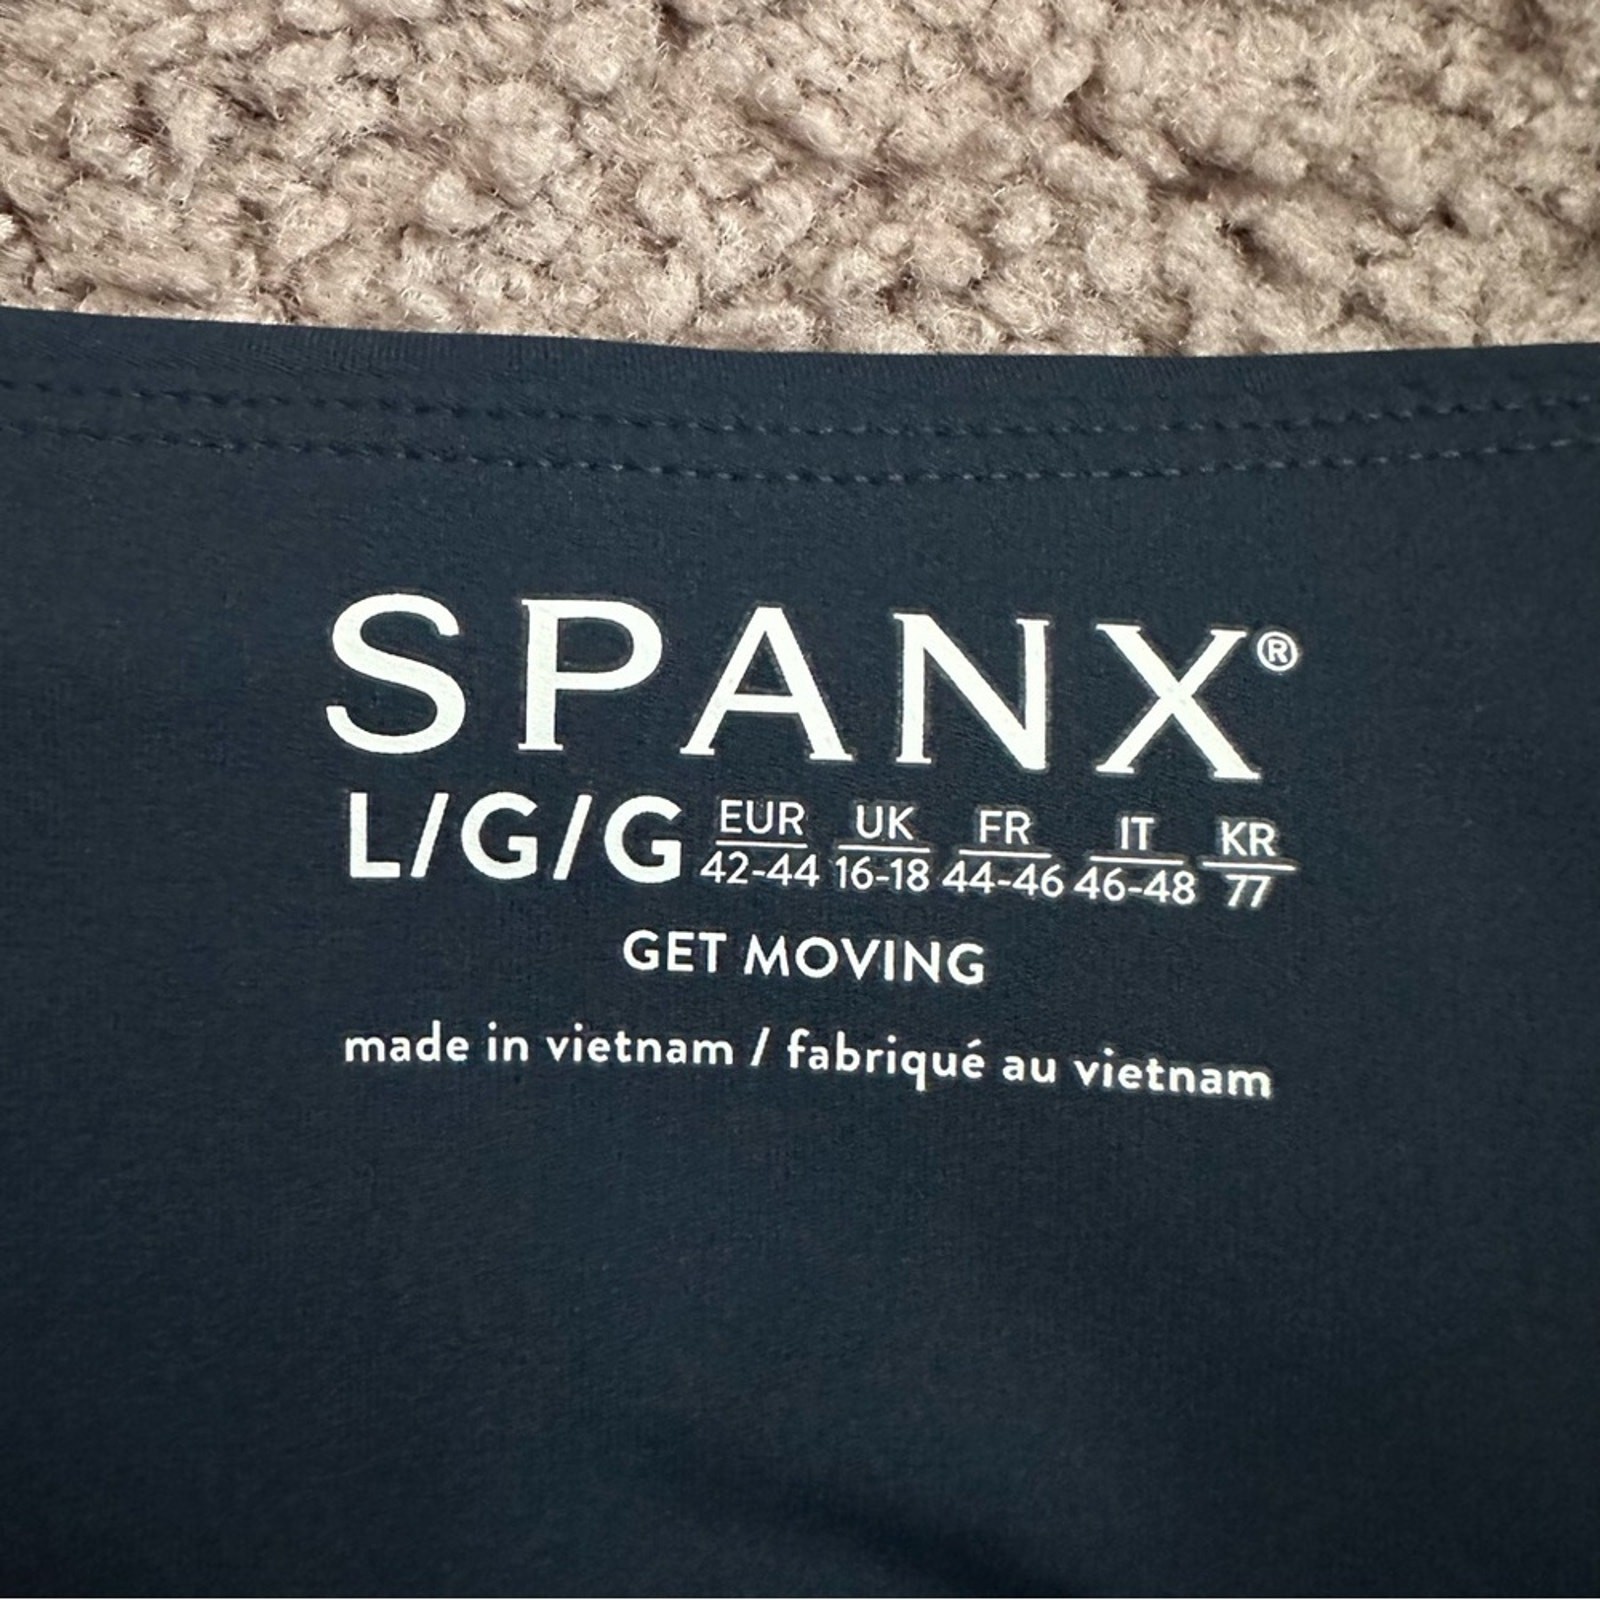 SPANX®
L/G/G EUR 42-44 UK 16-18 FR 44-46 IT 46-48 KR 77
GET MOVING
made in vietnam / fabriqué au vietnam